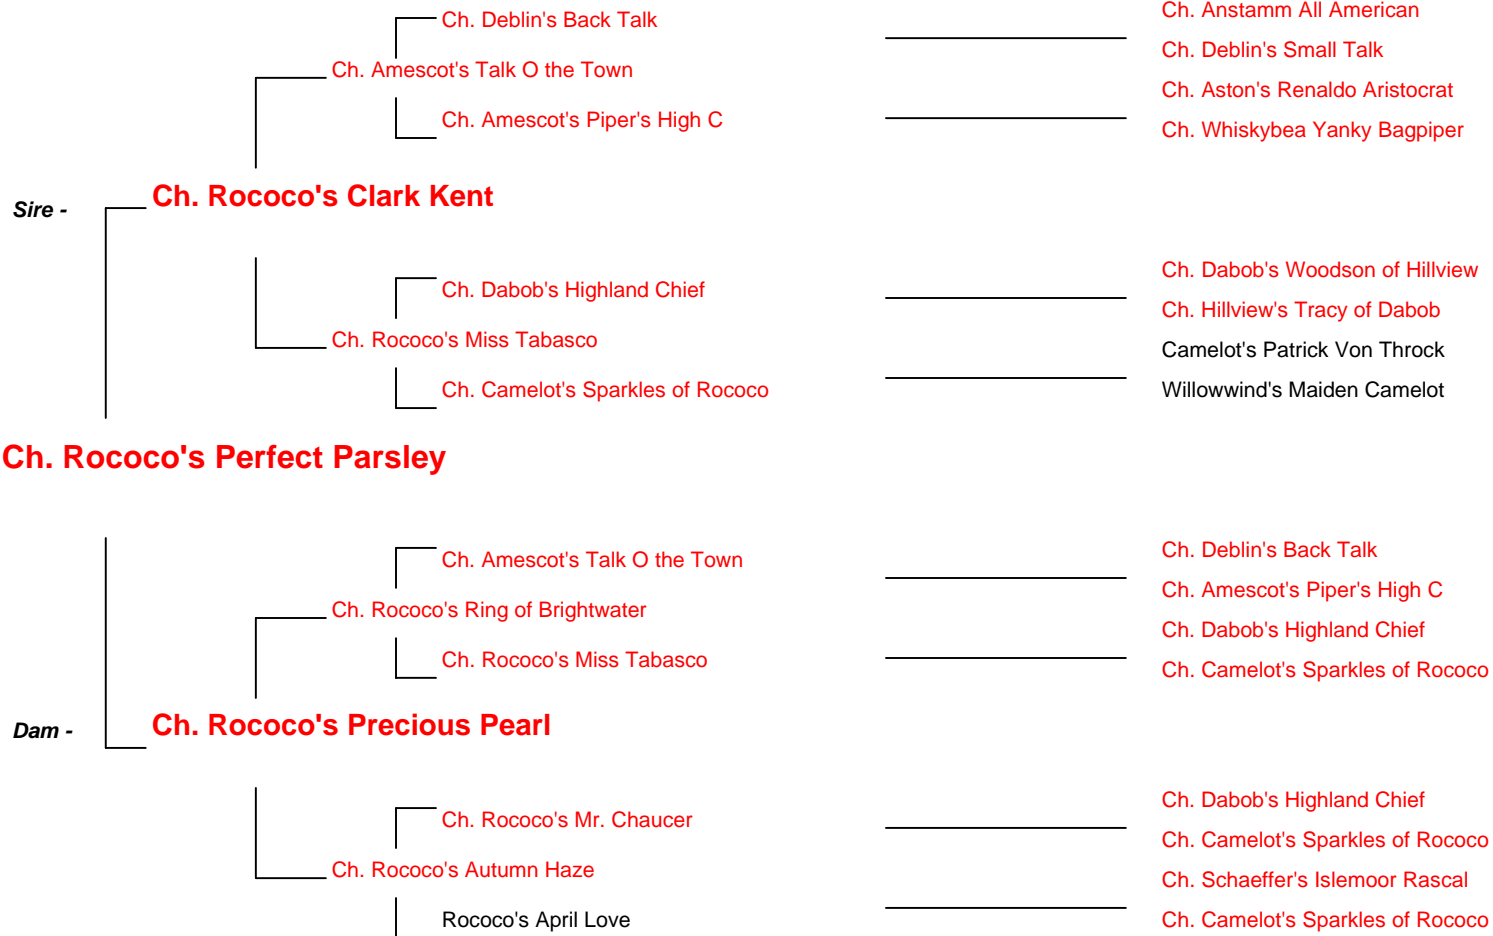 Ch. Anstamm All American
Ch. Deblin's Back Talk
Ch. Deblin's Small Talk
Ch. Amescot's Talk O the Town
Ch. Aston's Renaldo Aristocrat
Ch. Amescot's Piper's High C
Ch. Whiskybea Yanky Bagpiper
Sire -
Ch. Rococo's Clark Kent
Ch. Dabob's Woodson of Hillview
Ch. Dabob's Highland Chief
Ch. Hillview's Tracy of Dabob
Ch. Rococo's Miss Tabasco
Camelot's Patrick Von Throck
Ch. Camelot's Sparkles of Rococo
Willowwind's Maiden Camelot
Ch. Rococo's Perfect Parsley
Ch. Deblin's Back Talk
Ch. Amescot's Talk O the Town
Ch. Amescot's Piper's High C
Ch. Rococo's Ring of Brightwater
Ch. Dabob's Highland Chief
Ch. Rococo's Miss Tabasco
Ch. Camelot's Sparkles of Rococo
Dam -
Ch. Rococo's Precious Pearl
Ch. Dabob's Highland Chief
Ch. Rococo's Mr. Chaucer
Ch. Camelot's Sparkles of Rococo
Ch. Rococo's Autumn Haze
Ch. Schaeffer's Islemoor Rascal
Rococo's April Love
Ch. Camelot's Sparkles of Rococo